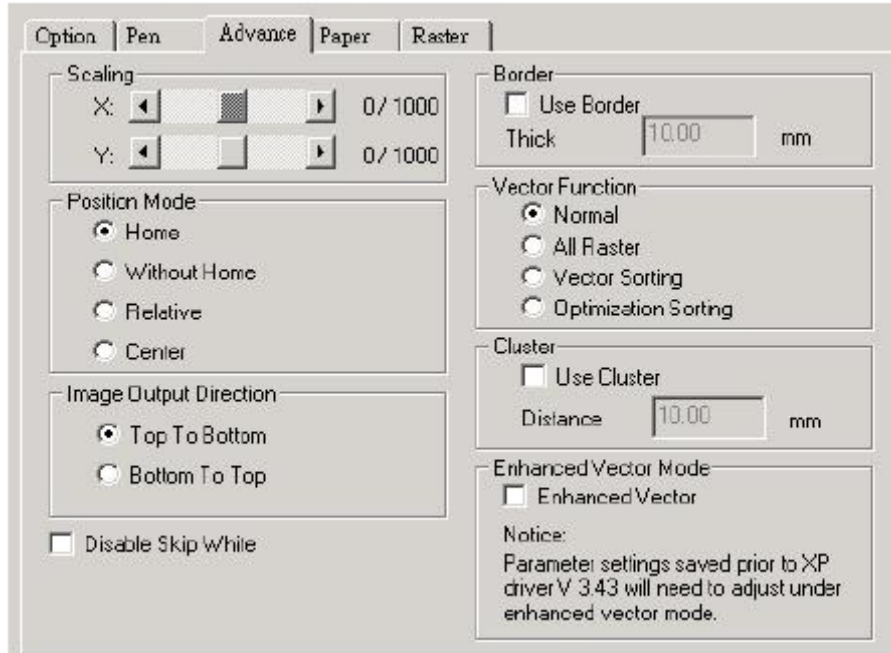 Option Pen Advance Paper Raster
Scaling
X: 0/1000
Y: 0/1000
Position Mode
Home
Without Home
Relative
Center
Image Output Direction
Top To Bottom
Bottom To Top
Disable Skip White
Border
Use Border
Thick 10.00 mm
Vector Function
Normal
All Raster
Vector Sorting
Optimization Sorting
Cluster
Use Cluster
Distance 10.00 mm
Enhanced Vector Mode
Enhanced Vector
Notice:
Parameter settings saved prior to XP
driver V 3.43 will need to adjust under
enhanced vector mode.